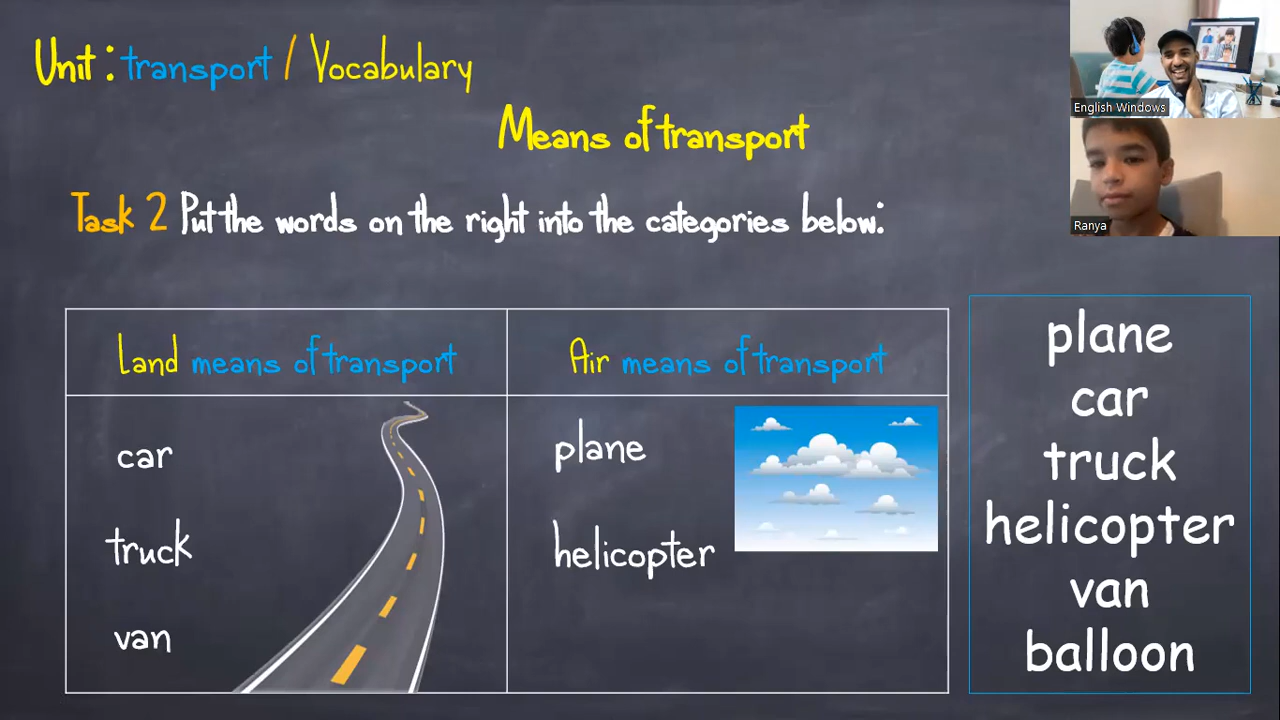 Unit : transport / Vocabulary
Means of transport
Task 2 Put the words on the right into the categories below:
Land means of transport
Air means of transport
car
truck
van
plane
helicopter
plane
car
truck
helicopter
van
balloon
English Windows
Ranya